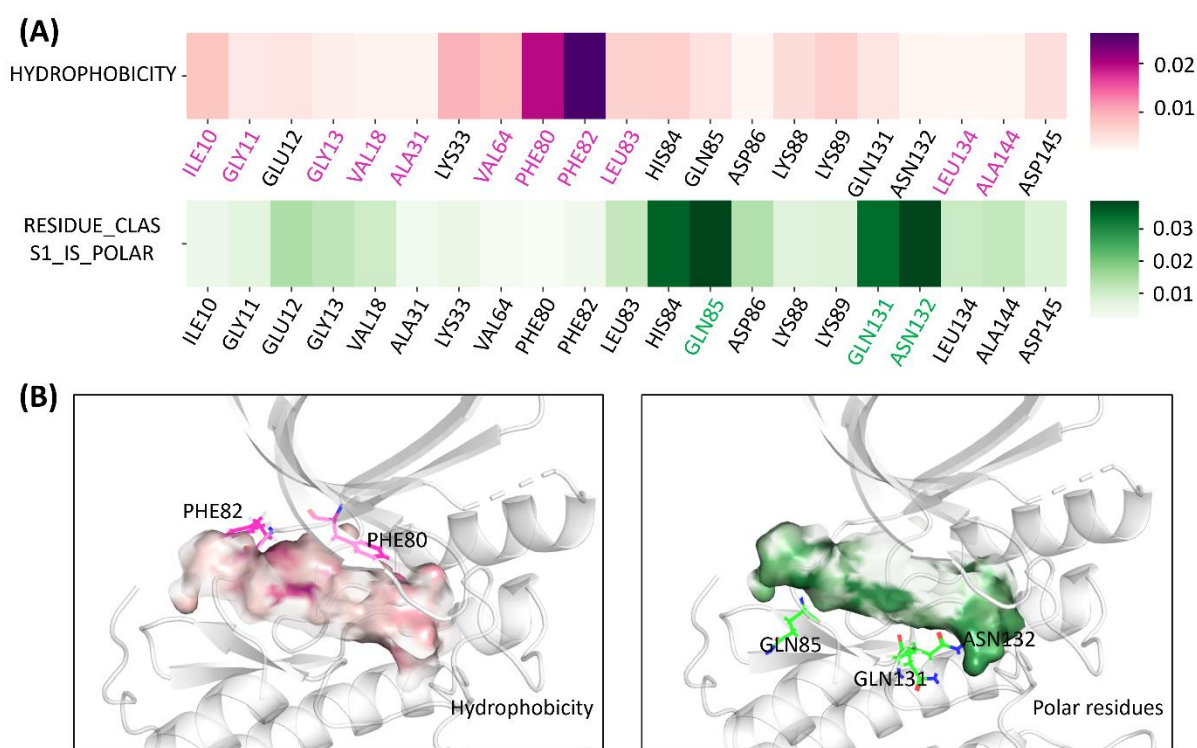 (A)
HYDROPHOBICITY
0.02
0.01
ILE10 GLY11 GLU12 GLY13 VAL18 ALA31 LYS33 VAL64 PHE80 PHE82 LEU83 HIS84 GLN85 ASP86 LYS88 LYS89 GLN131 ASN132 LEU134 ALA144 ASP145
RESIDUE_CLAS
S1_IS_POLAR
0.03
0.02
0.01
ILE10 GLY11 GLU12 GLY13 VAL18 ALA31 LYS33 VAL64 PHE80 PHE82 LEU83 HIS84 GLN85 ASP86 LYS88 LYS89 GLN131 ASN132 LEU134 ALA144 ASP145
(B)
PHE82
PHE80
Hydrophobicity
GLN85
ASN132
GLN131
Polar residues